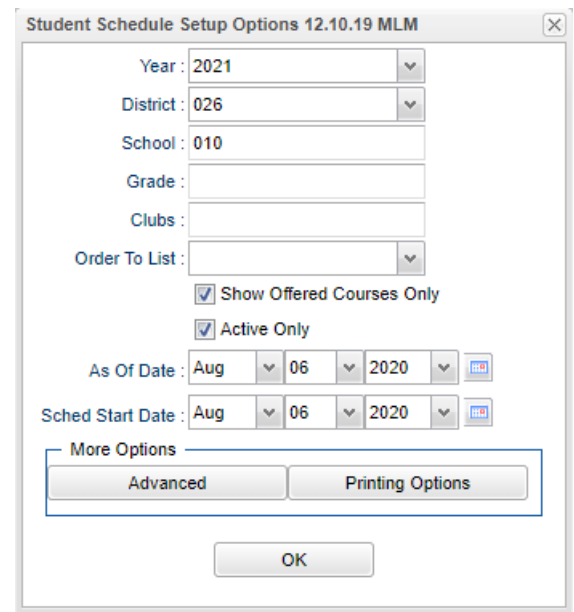 Student Schedule Setup Options 12.10.19 MLM
Year : 2021
District : 026
School : 010
Grade :
Clubs :
Order To List :
Show Offered Courses Only
Active Only
As Of Date : Aug 06 2020
Sched Start Date : Aug 06 2020
More Options
Advanced Printing Options
OK